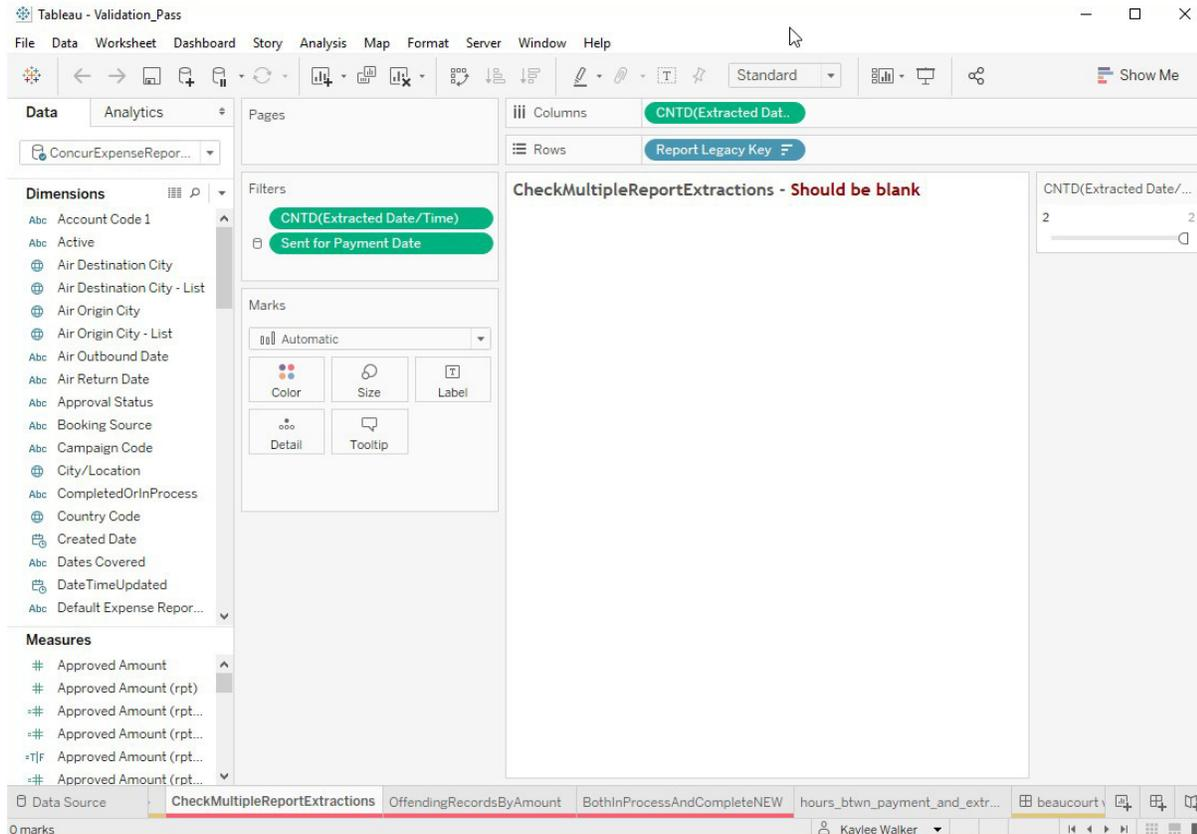 Tableau - Validation_Pass
File Data Worksheet Dashboard Story Analysis Map Format Server Window Help
Standard
Show Me
Data Analytics
ConcurExpenseRepor...
Dimensions
Abc Account Code 1
Abc Active
Air Destination City
Air Destination City - List
Air Origin City
Air Origin City - List
Abc Air Outbound Date
Abc Air Return Date
Abc Approval Status
Abc Booking Source
Abc Campaign Code
City/Location
Abc CompletedOrInProcess
Country Code
Created Date
Abc Dates Covered
DateTimeUpdated
Abc Default Expense Repor...
Measures
# Approved Amount
# Approved Amount (rpt)
=# Approved Amount (rpt...
=# Approved Amount (rpt...
=T|F Approved Amount (rpt...
=# Approved Amount (rpt...
Pages
Filters
CNTD(Extracted Date/Time)
Sent for Payment Date
Marks
Automatic
Color Size Label
Detail Tooltip
Columns CNTD(Extracted Dat..
Rows Report Legacy Key
CheckMultipleReportExtractions - Should be blank
CNTD(Extracted Date/...
2 2
Data Source CheckMultipleReportExtractions OffendingRecordsByAmount BothInProcessAndCompleteNEW hours_btwn_payment_and_extr... beaucourt
0 marks Kaylee Walker